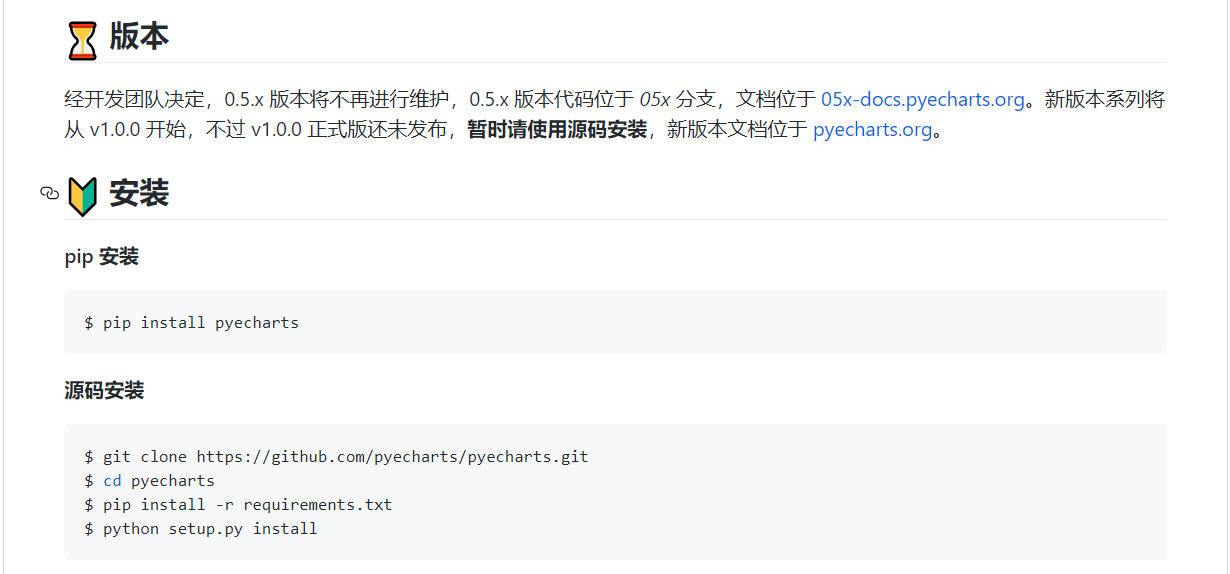 版本
经开发团队决定，0.5.x 版本将不再进行维护，0.5.x 版本代码位于 05x 分支，文档位于 05x-docs.pyecharts.org。新版本系列将
从 v1.0.0 开始，不过 v1.0.0 正式版还未发布，暂时请使用源码安装，新版本文档位于 pyecharts.org。
安装
pip 安装
$ pip install pyecharts
源码安装
$ git clone https://github.com/pyecharts/pyecharts.git
$ cd pyecharts
$ pip install -r requirements.txt
$ python setup.py install